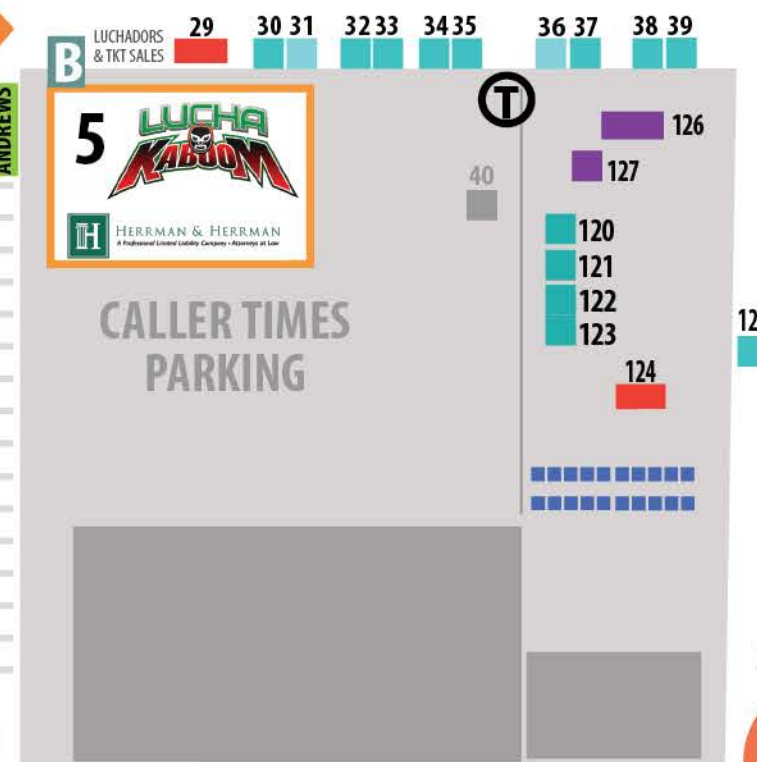 29 30 31 32 33 34 35 36 37 38 39
B LUCHADORS
& TKT SALES
ANDREWS
5 LUCHA
KABOOM
HERRMAN & HERRMAN
A Professional Limited Liability Company • Attorneys at Law
T
126
127
40
120
121
122
123
124
12
CALLER TIMES
PARKING